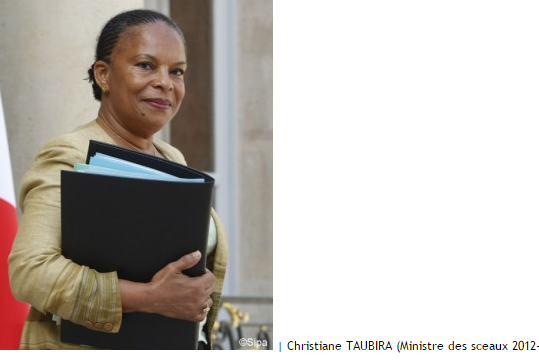 ©Sipa
| Christiane TAUBIRA (Ministre des sceaux 2012-